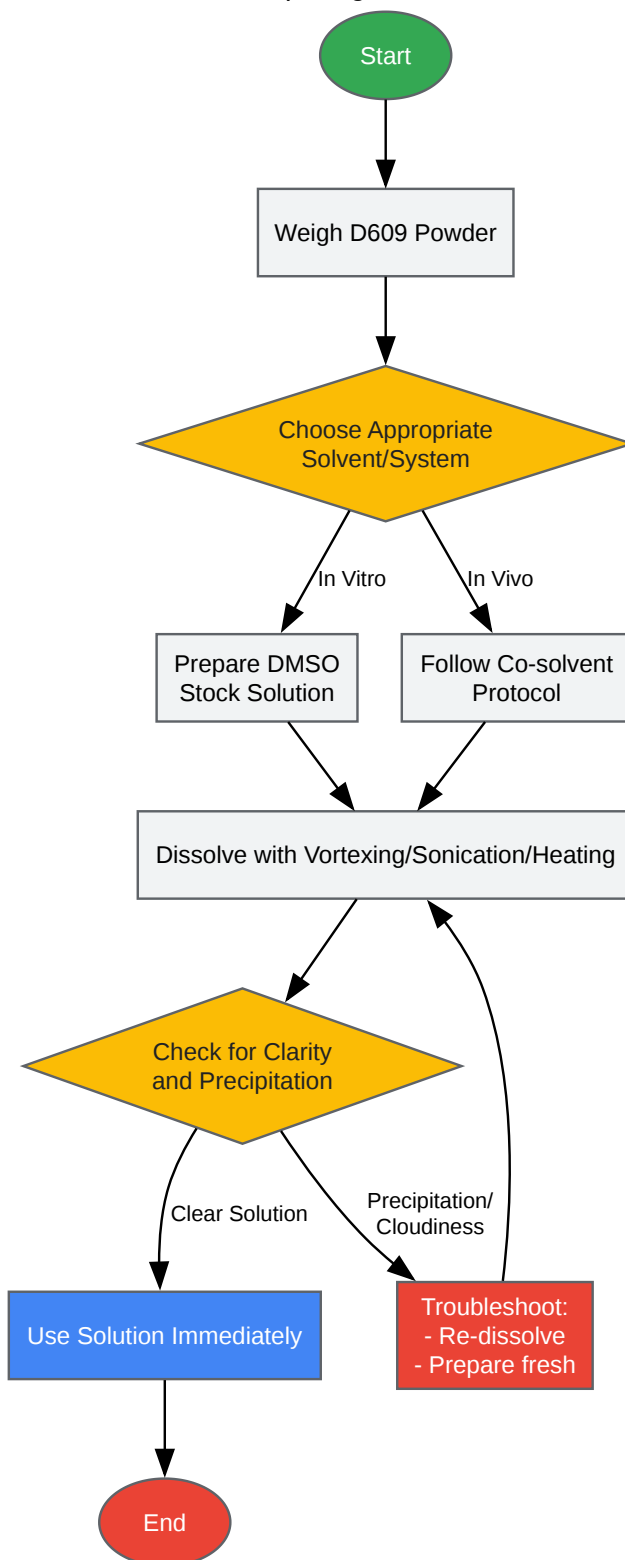 Start
Weigh D609 Powder
Choose Appropriate
Solvent/System
In Vitro
In Vivo
Prepare DMSO
Stock Solution
Follow Co-solvent
Protocol
Dissolve with Vortexing/Sonication/Heating
Check for Clarity
and Precipitation
Clear Solution
Precipitation/
Cloudiness
Use Solution Immediately
Troubleshoot:
- Re-dissolve
- Prepare fresh
End